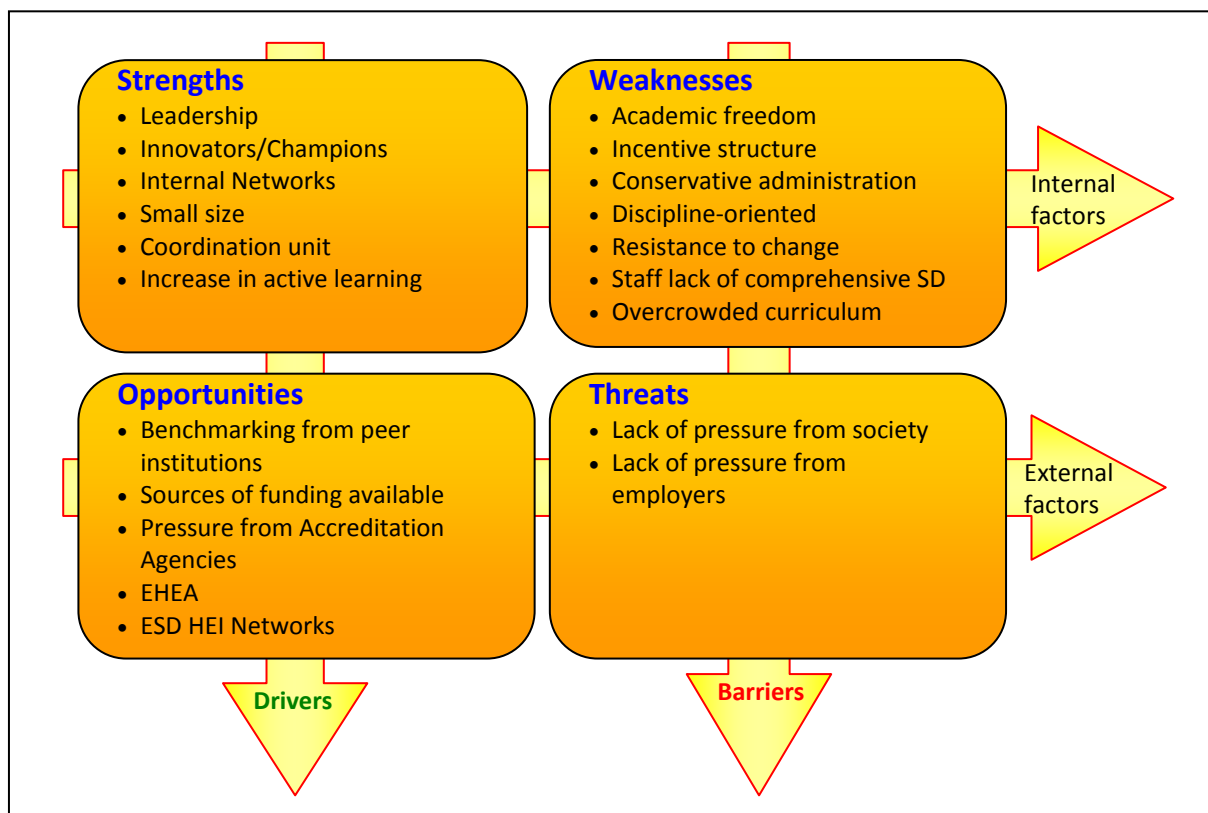 Strengths
• Leadership
• Innovators/Champions
• Internal Networks
• Small size
• Coordination unit
• Increase in active learning
Weaknesses
• Academic freedom
• Incentive structure
• Conservative administration
• Discipline-oriented
• Resistance to change
• Staff lack of comprehensive SD
• Overcrowded curriculum
Internal
factors
Opportunities
• Benchmarking from peer
institutions
• Sources of funding available
• Pressure from Accreditation
Agencies
• EHEA
• ESD HEI Networks
Threats
• Lack of pressure from society
• Lack of pressure from
employers
External
factors
Drivers
Barriers